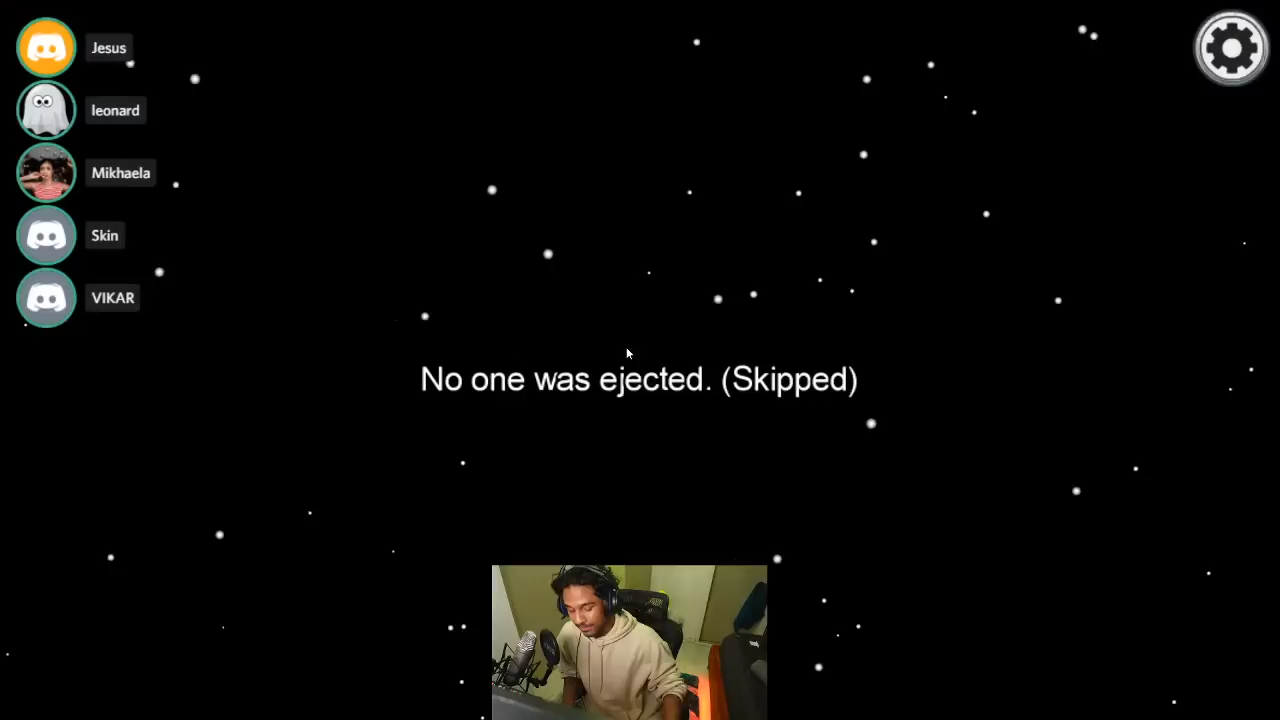 Jesus
leonard
Mikhaela
Skin
VIKAR
No one was ejected. (Skipped)